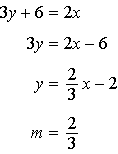 3y + 6 = 2x
3y = 2x − 6
y = 2/3 x − 2
m = 2/3